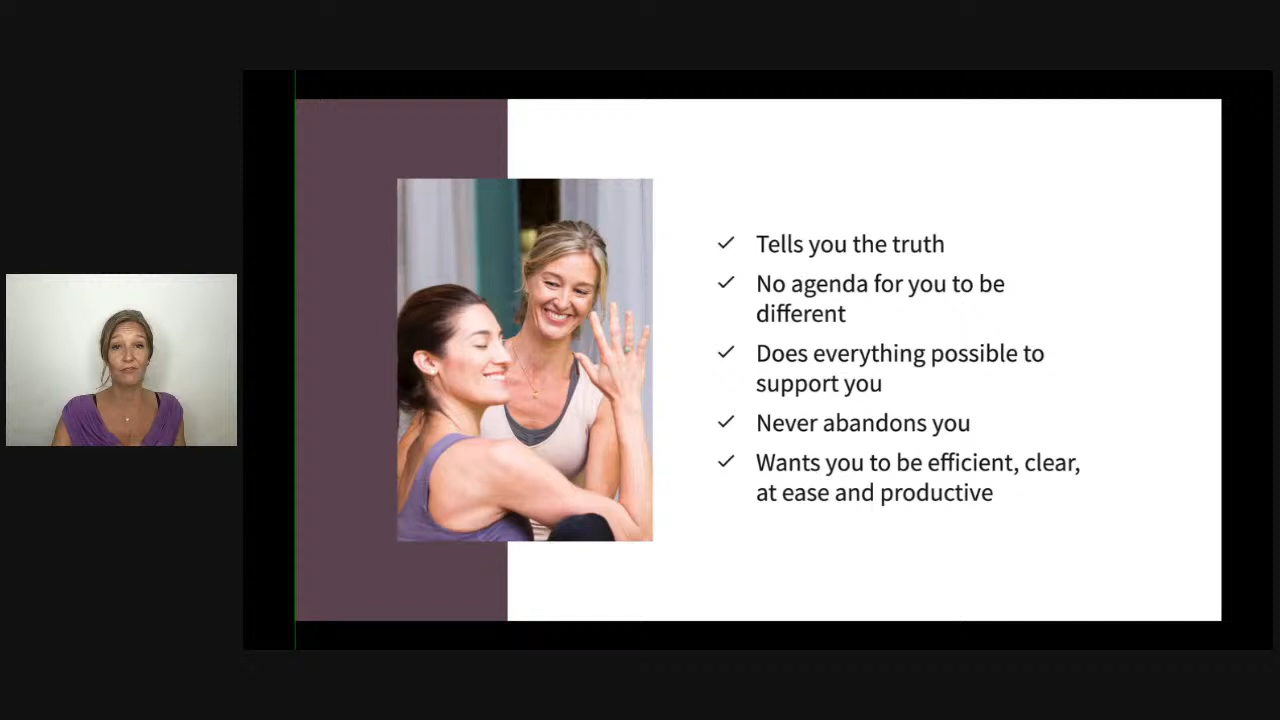 Tells you the truth
No agenda for you to be
different
Does everything possible to
support you
Never abandons you
Wants you to be efficient, clear,
at ease and productive